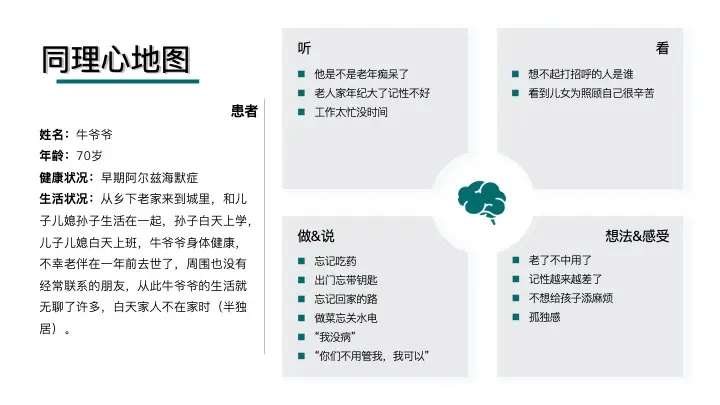 同理心地图
患者
姓名：牛爷爷
年龄：70岁
健康状况：早期阿尔兹海默症
生活状况：从乡下老家来到城里，和儿
子儿媳孙子生活在一起，孙子白天上学，
儿子儿媳白天上班，牛爷爷身体健康，
不幸老伴在一年前去世了，周围也没有
经常联系的朋友，从此牛爷爷的生活就
无聊了许多，白天家人不在家时（半独
居）。
听
他是不是老年痴呆了
老人家年纪大了记性不好
工作太忙没时间
看
想不起打招呼的人是谁
看到儿女为照顾自己很辛苦
做&说
忘记吃药
出门忘带钥匙
忘记回家的路
做菜忘关水电
“我没病”
“你们不用管我，我可以”
想法&感受
老了不中用了
记性越来越差了
不想给孩子添麻烦
孤独感